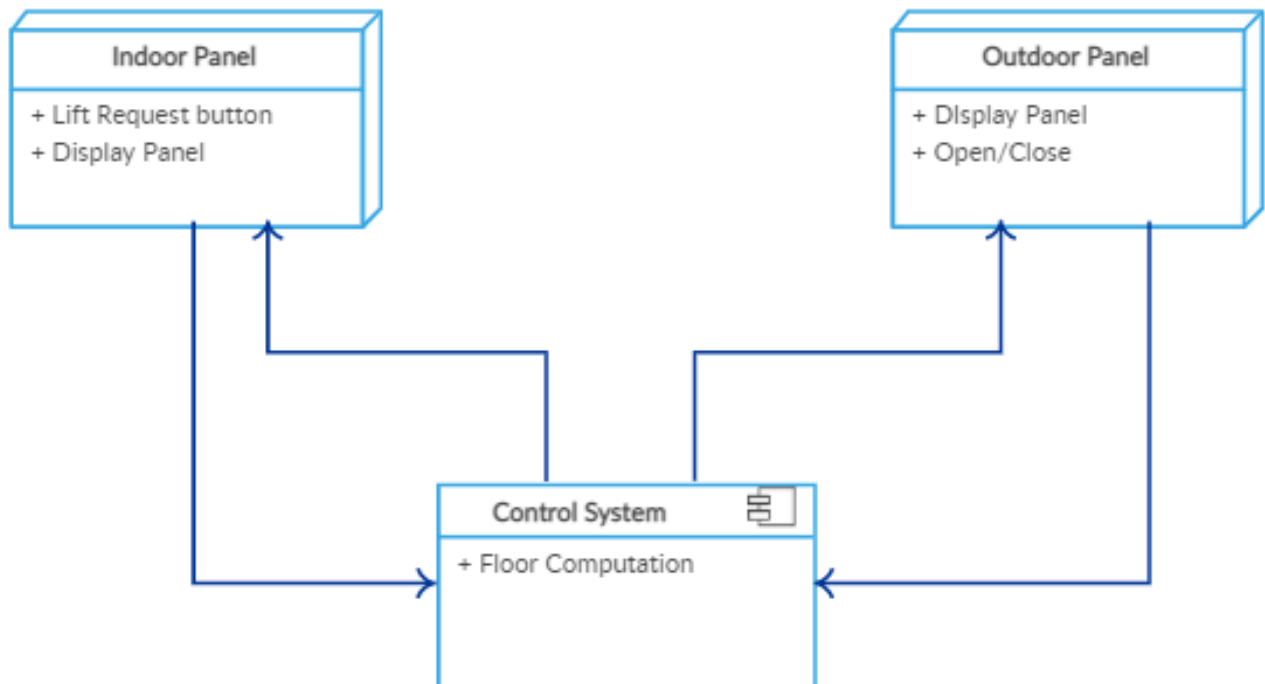 Indoor Panel
+ Lift Request button
+ Display Panel
Outdoor Panel
+ DIsplay Panel
+ Open/Close
Control System
+ Floor Computation